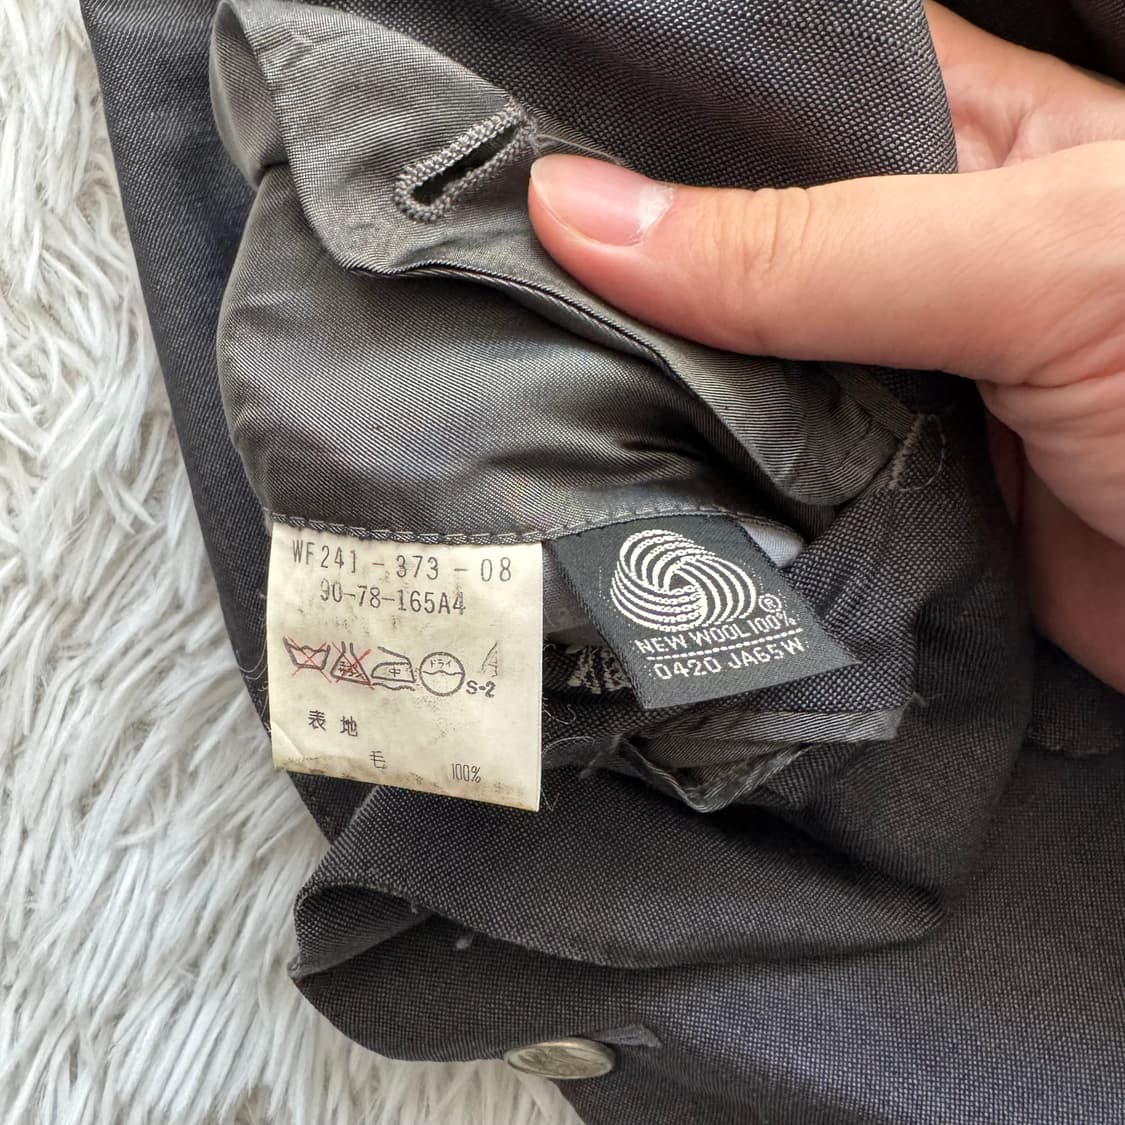 WF241 - 373 - 08
90-78-165A4
中
ドライ
S-2
表地
毛 100%
®
NEW WOOL 100%
0420 JA65W